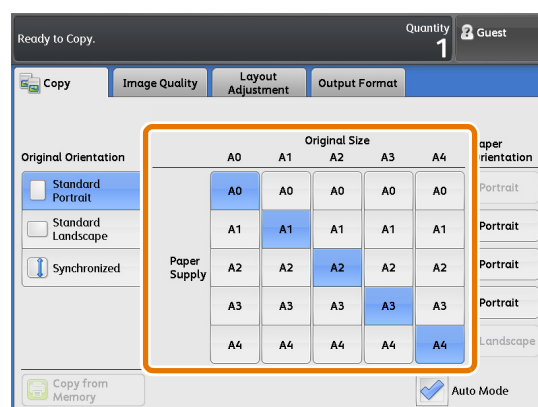 Ready to Copy.
Quantity
1
Guest
Copy
Image Quality
Layout
Adjustment
Output Format
Original Size
Original Orientation
A0 A1 A2 A3 A4
Standard
Portrait
A0 A0 A0 A0 A0
Portrait
Standard
Landscape
A1 A1 A1 A1 A1
Portrait
Synchronized
Paper
Supply
A2 A2 A2 A2 A2
Portrait
A3 A3 A3 A3 A3
Portrait
A4 A4 A4 A4 A4
Landscape
Copy from
Memory
Auto Mode